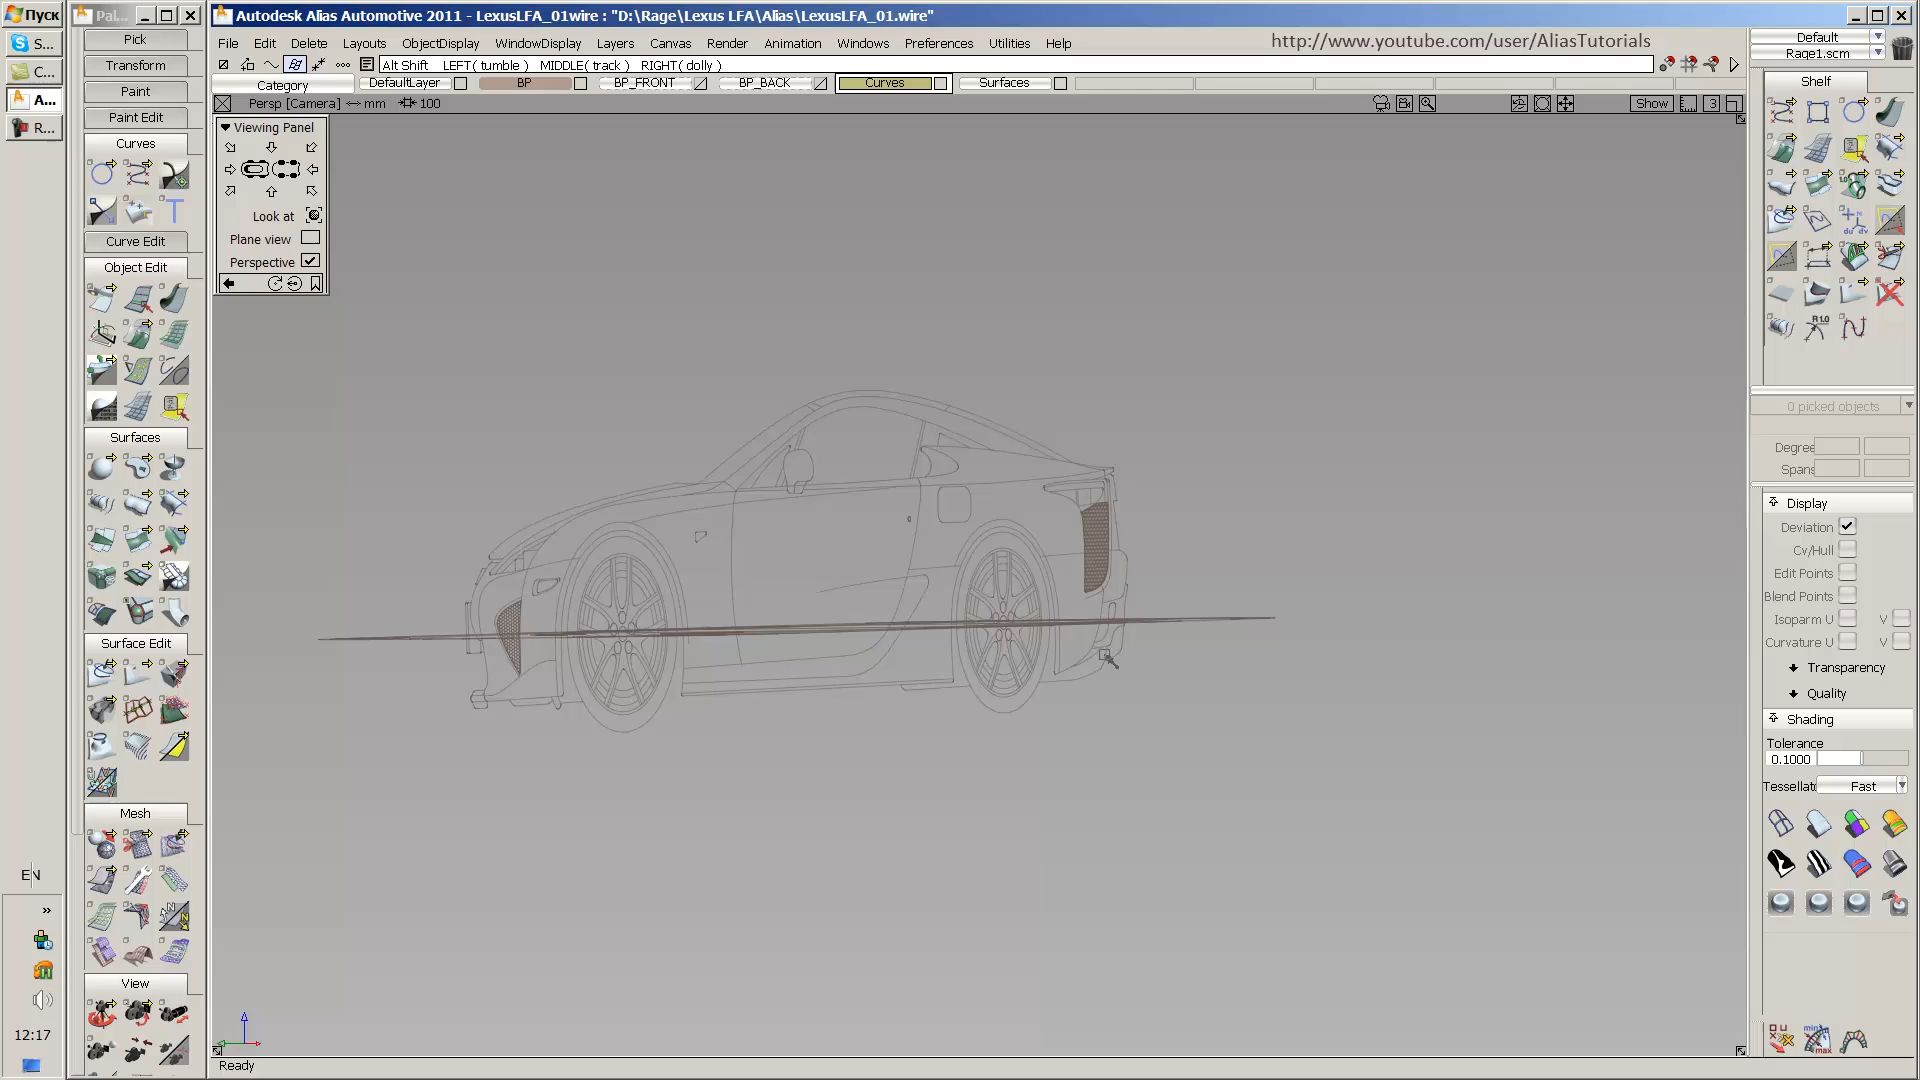 Пуск
Pal...
Autodesk Alias Automotive 2011 - LexusLFA_01wire : "D:\Rage\Lexus LFA\Alias\LexusLFA_01.wire"
S...
C...
A...
R...
EN
»
12:17
Pick
Transform
Paint
Paint Edit
Curves
T
Curve Edit
Object Edit
Surfaces
Surface Edit
Mesh
View
File Edit Delete Layouts ObjectDisplay WindowDisplay Layers Canvas Render Animation Windows Preferences Utilities Help
http://www.youtube.com/user/AliasTutorials
Alt Shift LEFT( tumble ) MIDDLE( track ) RIGHT( dolly )
Category DefaultLayer BP BP_FRONT BP_BACK Curves Surfaces
Persp [Camera] mm 100
Show 3
Viewing Panel
Look at
Plane view
Perspective
Ready
Default
Rage1.scm
Shelf
R1.0
0 picked objects
Degree
Spans
Display
Deviation
Cv/Hull
Edit Points
Blend Points
Isoparm U V
Curvature U V
Transparency
Quality
Shading
Tolerance
0.1000
Tessellat Fast
min
max